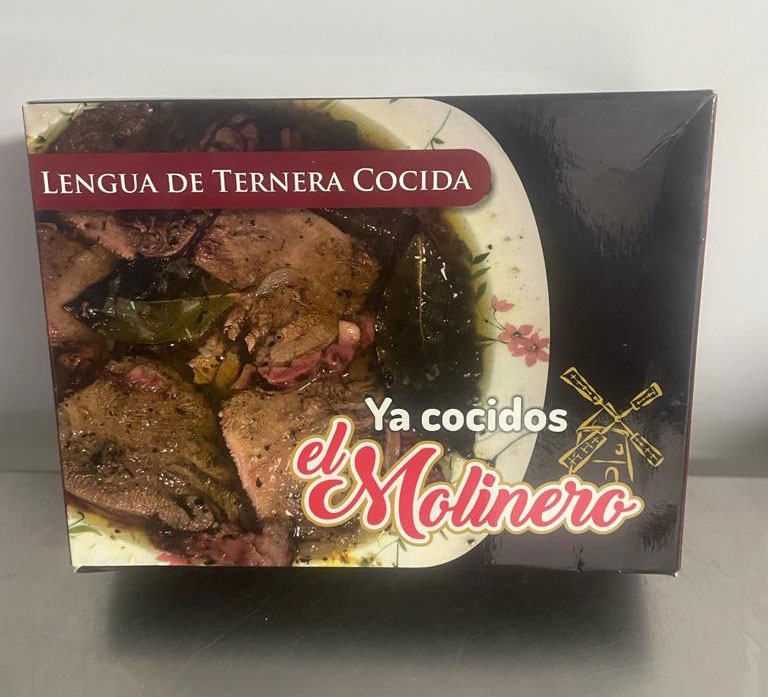 LENGUA DE TERNERA COCIDA
Ya cocidos
el Molinero